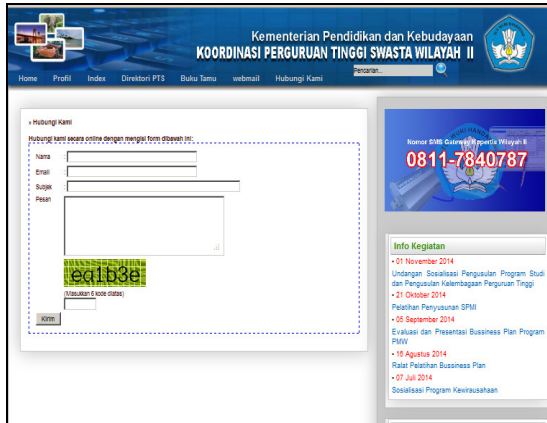 Kementerian Pendidikan dan Kebudayaan
KOORDINASI PERGURUAN TINGGI SWASTA WILAYAH II
Home Profil Index Direktori PTS Buku Tamu webmail Hubungi Kami
Pencarian...
» Hubungi Kami
Hubungi kami secara online dengan mengisi form dibawah ini:
Nama :
Email :
Subjek :
Pesan
eq1b3e
(Masukkan 6 kode diatas)
Kirim
Nomor SMS Gateway Kopertis Wilayah II
0811-7840787
Info Kegiatan
• 01 November 2014
Undangan Sosialisasi Pengusulan Program Studi
dan Pengusulan Kelembagaan Perguruan Tinggi
• 21 Oktober 2014
Pelatihan Penyusunan SPMI
• 05 September 2014
Evaluasi dan Presentasi Bussiness Plan Program
PMW
• 16 Agustus 2014
Ralat Pelatihan Bussiness Plan
• 07 Juli 2014
Sosialisasi Program Kewirausahaan